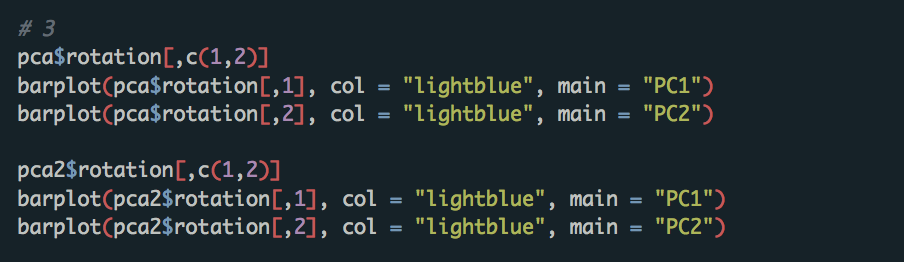 # 3
pca$rotation[,c(1,2)]
barplot(pca$rotation[,1], col = "lightblue", main = "PC1")
barplot(pca$rotation[,2], col = "lightblue", main = "PC2")
pca2$rotation[,c(1,2)]
barplot(pca2$rotation[,1], col = "lightblue", main = "PC1")
barplot(pca2$rotation[,2], col = "lightblue", main = "PC2")